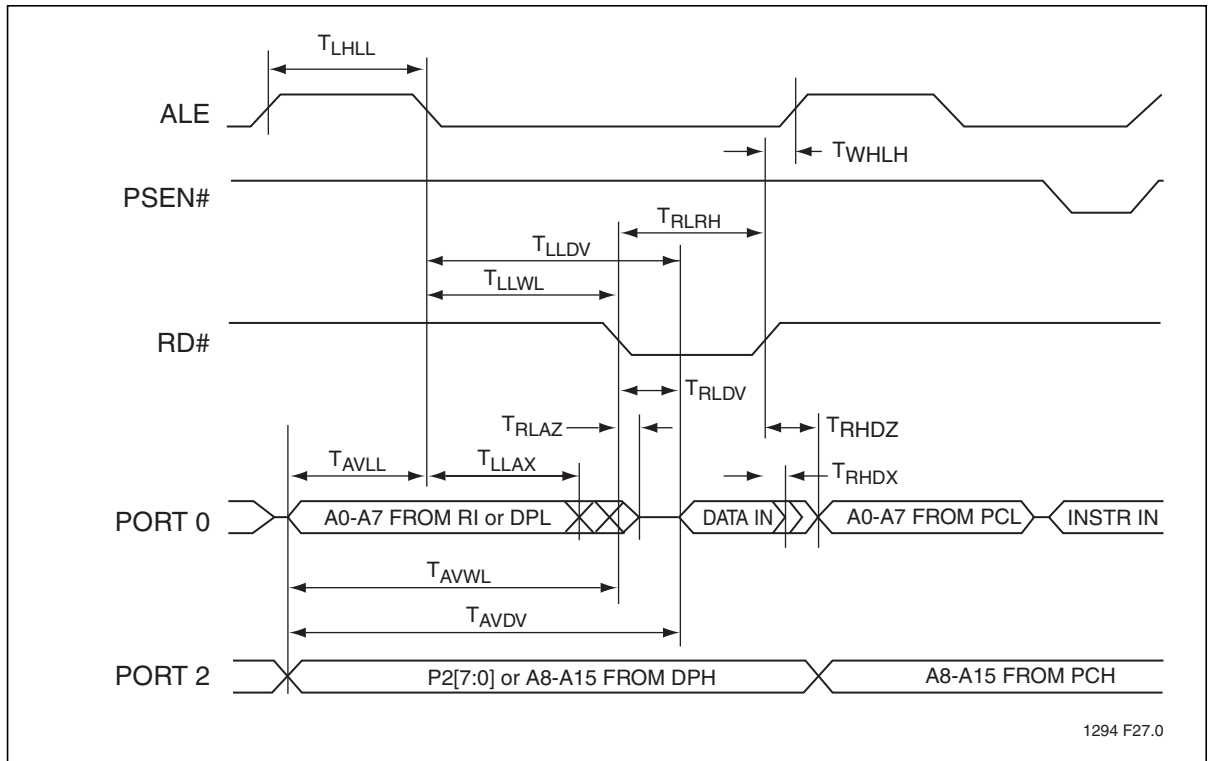 TLHLL
ALE
TWHLH
PSEN#
TRLRH
TLLDV
TLLWL
RD#
TRLDV
TRLAZ
TRHDZ
TAVLL
TLLAX
TRHDX
PORT 0
A0-A7 FROM RI or DPL
DATA IN
A0-A7 FROM PCL
INSTR IN
TAVWL
TAVDV
PORT 2
P2[7:0] or A8-A15 FROM DPH
A8-A15 FROM PCH
1294 F27.0